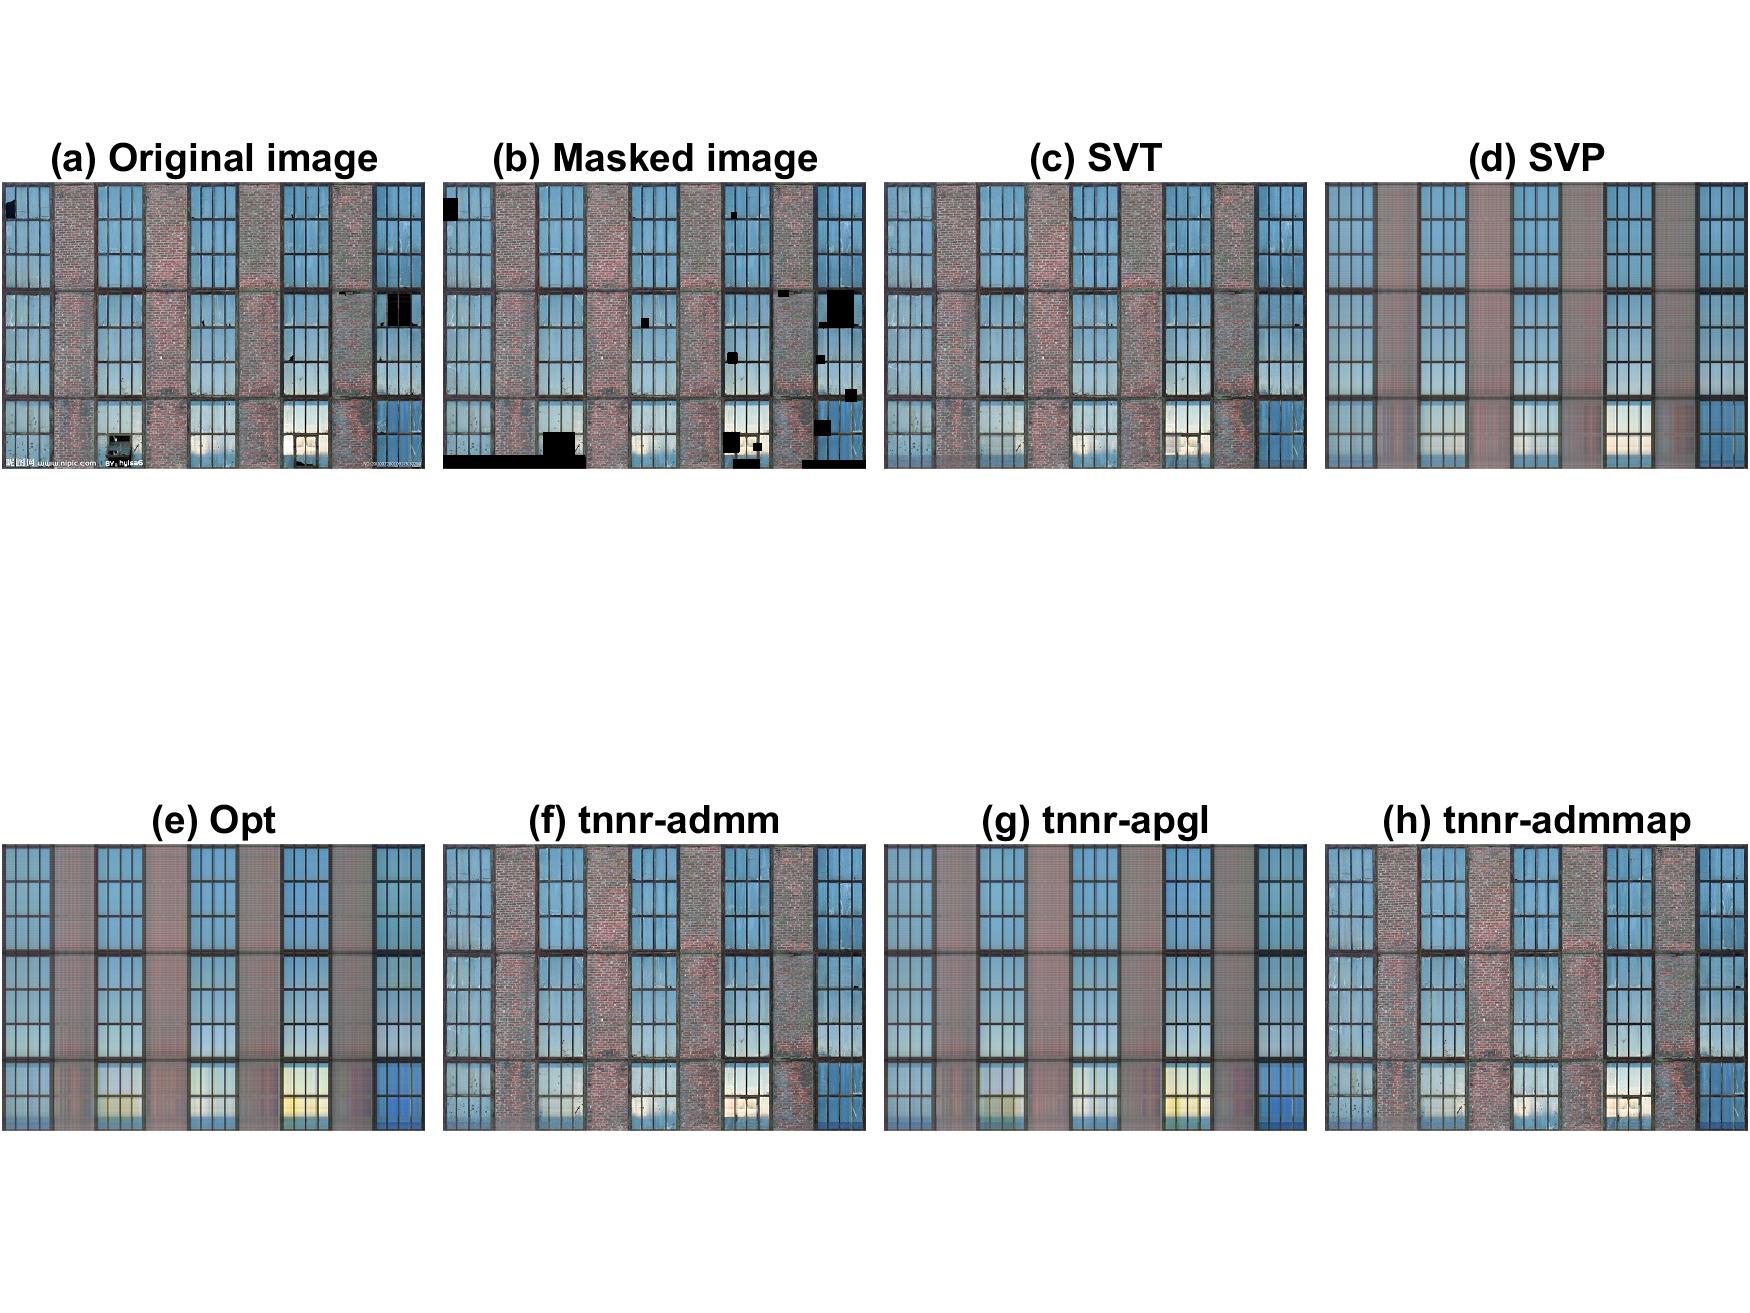 (a) Original image
(b) Masked image
(c) SVT
(d) SVP
昵图网 www.nipic.com
BY: hylsa6
(e) Opt
(f) tnnr-admm
(g) tnnr-apgl
(h) tnnr-admmap